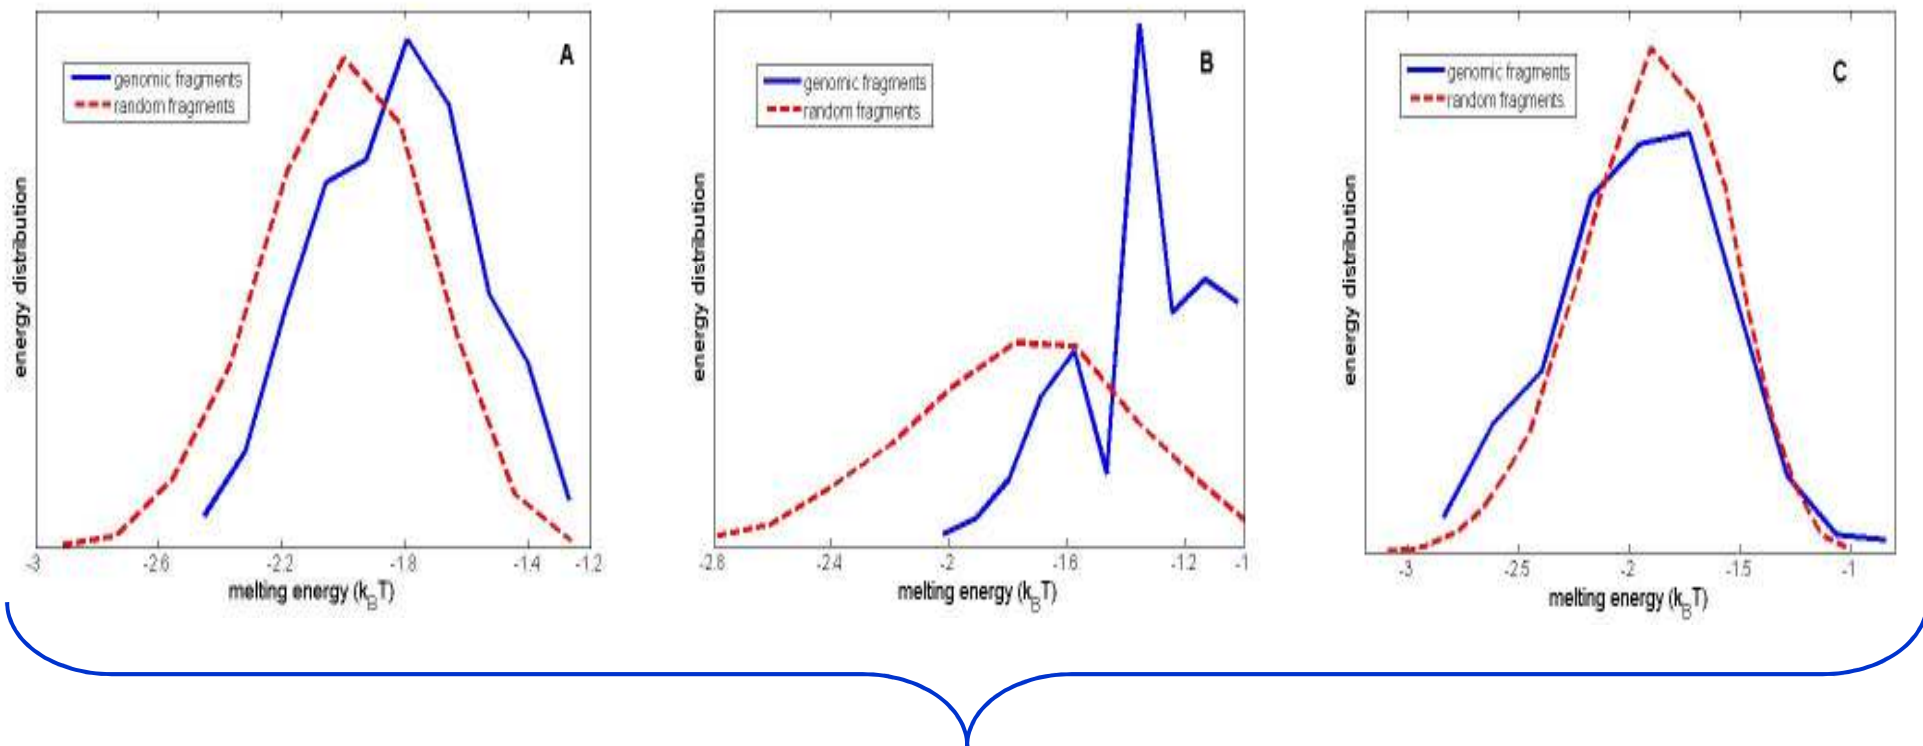 A
genomic fragments
random fragments
energy distribution
-3
-2.6
-2.2
-1.8
-1.4
-1.2
melting energy (kBT)
B
genomic fragments
random fragments
energy distribution
-2.8
-2.4
-2
-1.6
-1.2
-1
melting energy (kBT)
C
genomic fragments
random fragments
energy distribution
-3
-2.5
-2
-1.5
-1
melting energy (kBT)